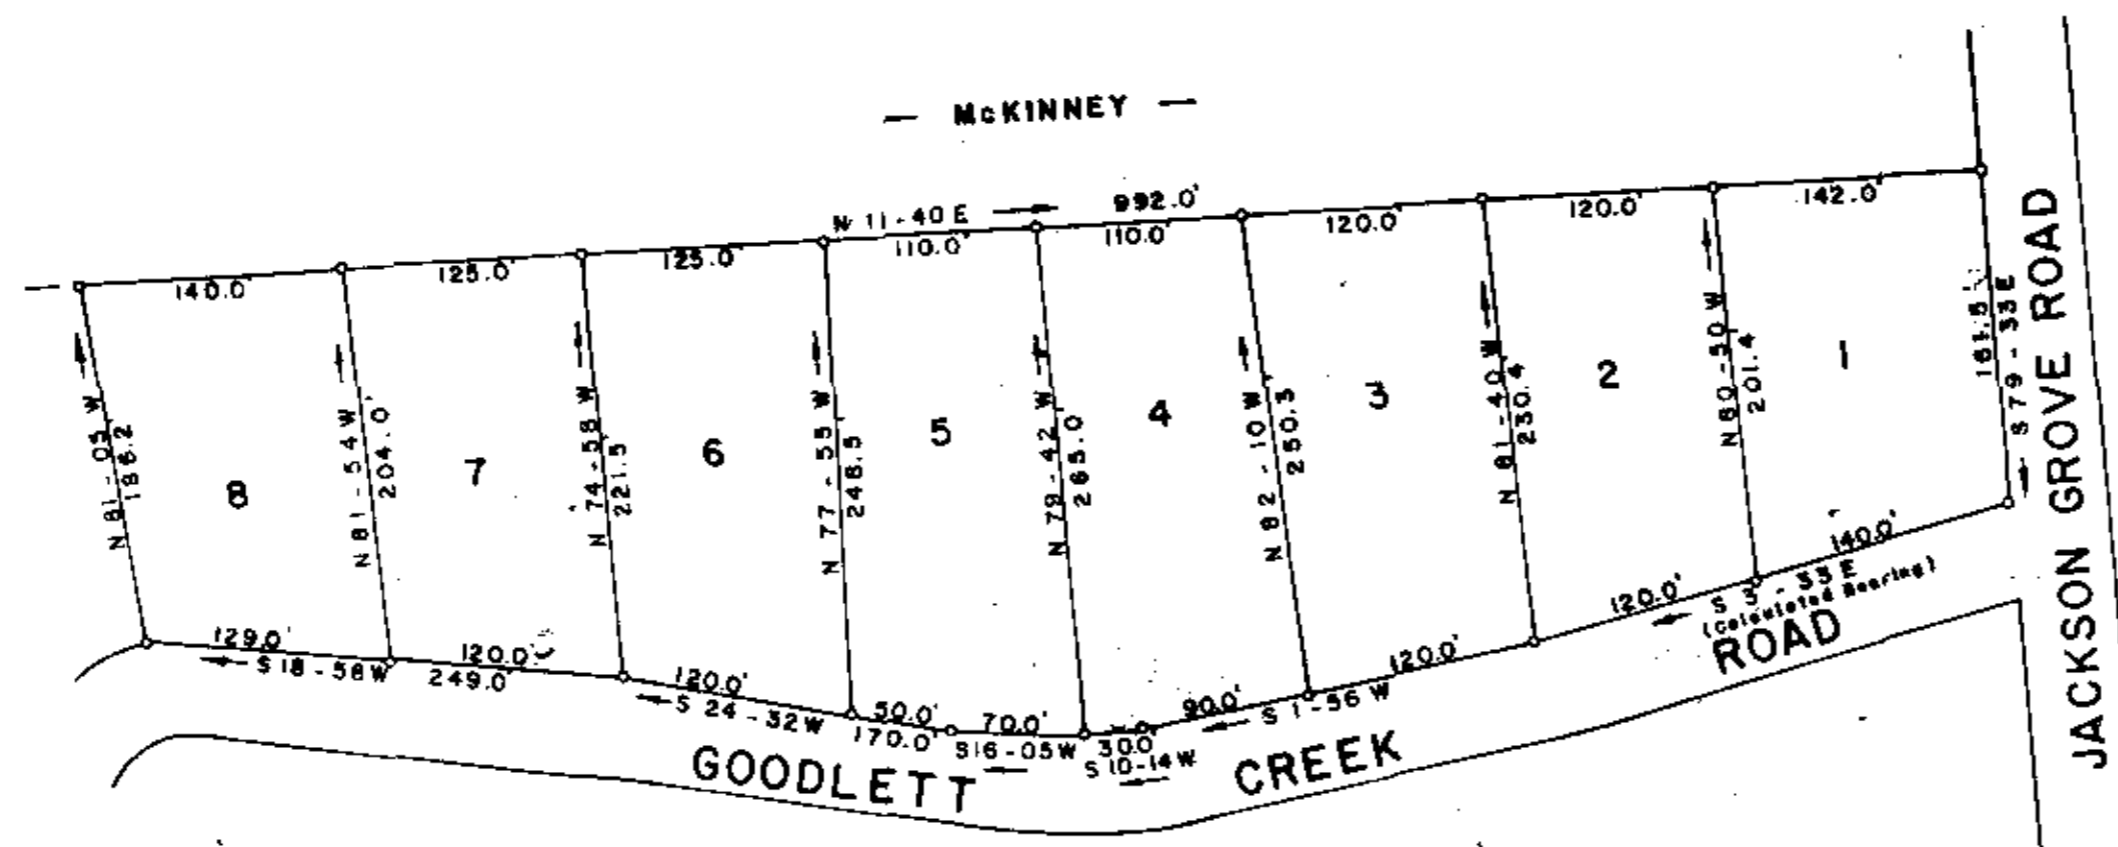 — McKINNEY —
N 11-40 E 992.0'
140.0'
125.0'
125.0'
110.0'
110.0'
120.0'
120.0'
142.0'
N 81-05 W
186.2'
8
N 81-54 W
204.0'
7
N 74-58 W
221.5'
6
N 77-55 W
248.5'
5
N 79-42 W
265.0'
4
N 82-10 W
250.3'
3
N 81-40 W
230.4'
2
N 80-50 W
201.4'
1
161.5'
S 79-33 E
JACKSON GROVE ROAD
129.0'
S 18-58 W
120.0'
249.0'
120.0'
S 24-32 W
50.0'
170.0'
70.0'
S 16-05 W
30.0'
S 10-14 W
90.0'
S 1-56 W
120.0'
120.0'
140.0'
S 3-33 E
(Calculated Bearing)
GOODLETT CREEK ROAD